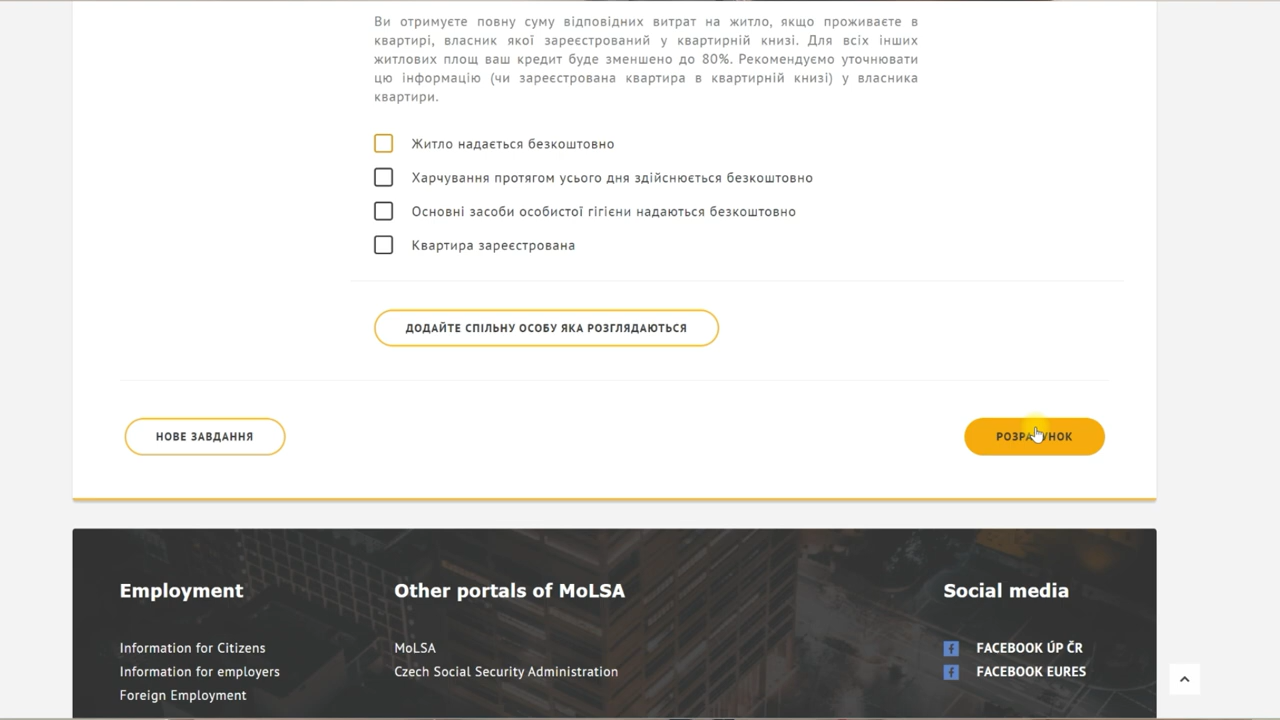 Ви отримуєте повну суму відповідних витрат на житло, якщо проживаєте в
квартирі, власник якої зареєстрований у квартирній книзі. Для всіх інших
житлових площ ваш кредит буде зменшено до 80%. Рекомендуємо уточнювати
цю інформацію (чи зареєстрована квартира в квартирній книзі) у власника
квартири.
Житло надається безкоштовно
Харчування протягом усього дня здійснюється безкоштовно
Основні засоби особистої гігієни надаються безкоштовно
Квартира зареєстрована
ДОДАЙТЕ СПІЛЬНУ ОСОБУ ЯКА РОЗГЛЯДАЮТЬСЯ
НОВЕ ЗАВДАННЯ
РОЗРАХУНОК
Employment
Other portals of MoLSA
Social media
Information for Citizens
MoLSA
FACEBOOK ÚP ČR
Information for employers
Czech Social Security Administration
FACEBOOK EURES
Foreign Employment